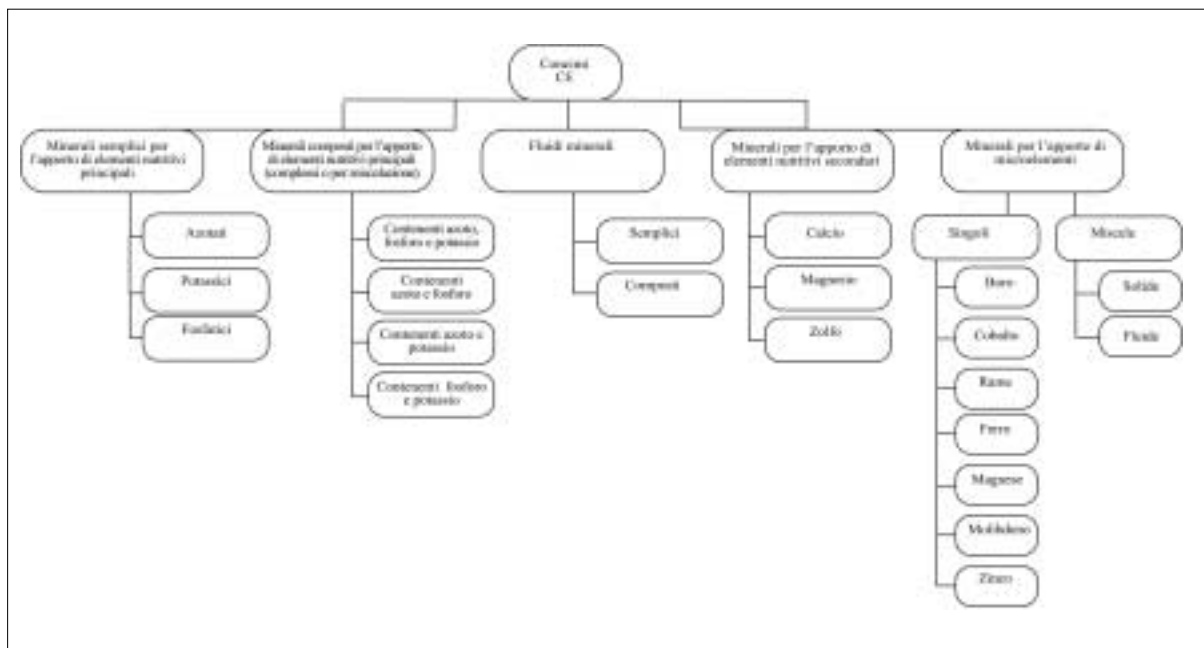 Concimi
CE
Minerali semplici per
l'apporto di elementi nutritivi
principali
Minerali composti per l'apporto
di elementi nutritivi principali
(complessi o per miscelazione)
Fluidi minerali
Minerali per l'apporto di
elementi nutritivi secondari
Minerali per l'apporto di
microelementi
Azotati
Potassici
Fosfatici
Contenenti azoto,
fosforo e potassio
Contenenti
azoto e fosforo
Contenenti azoto e
potassio
Contenenti fosforo
e potassio
Semplici
Composti
Calcio
Magnesio
Zolfo
Singoli
Boro
Cobalto
Rame
Ferro
Magnese
Molibdeno
Zinco
Miscele
Solide
Fluide